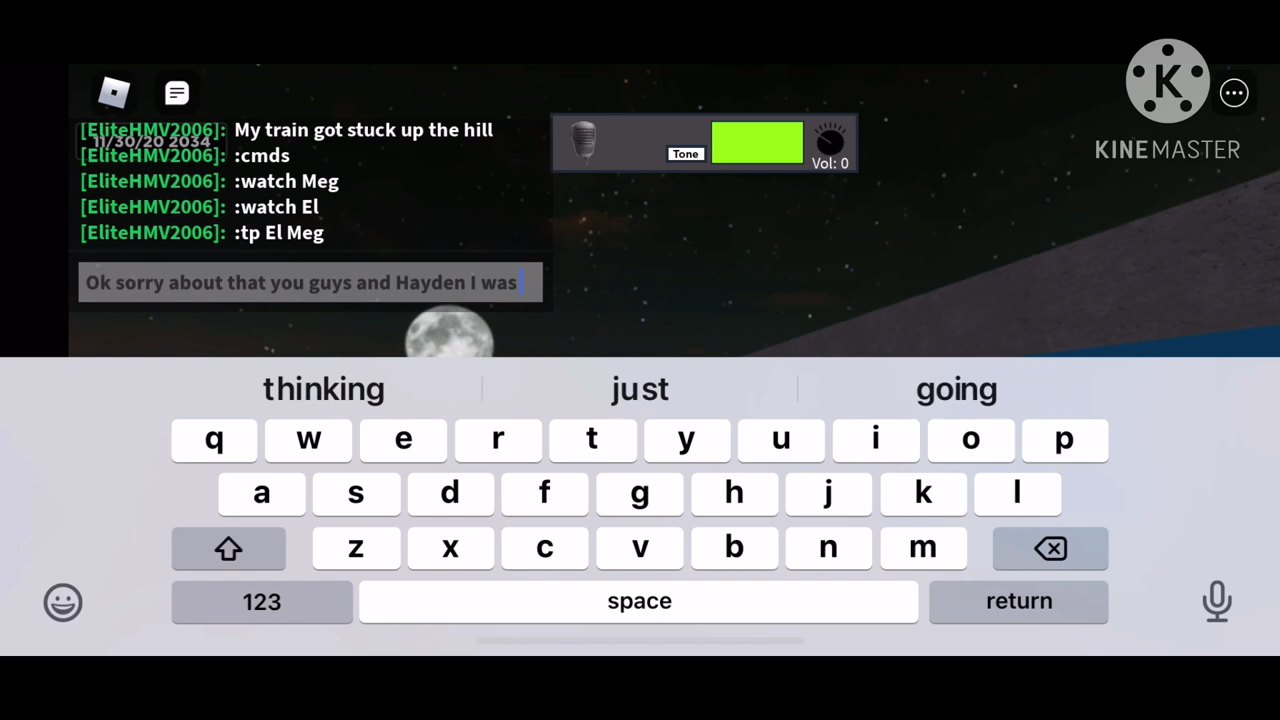 [EliteHMV2006]: My train got stuck up the hill
11/30/20 2034
[EliteHMV2006]: :cmds
[EliteHMV2006]: :watch Meg
[EliteHMV2006]: :watch El
[EliteHMV2006]: :tp El Meg
Ok sorry about that you guys and Hayden I was
Tone
Vol: 0
K
KINEMASTER
thinking just going
q w e r t y u i o p
a s d f g h j k l
z x c v b n m
123 space return